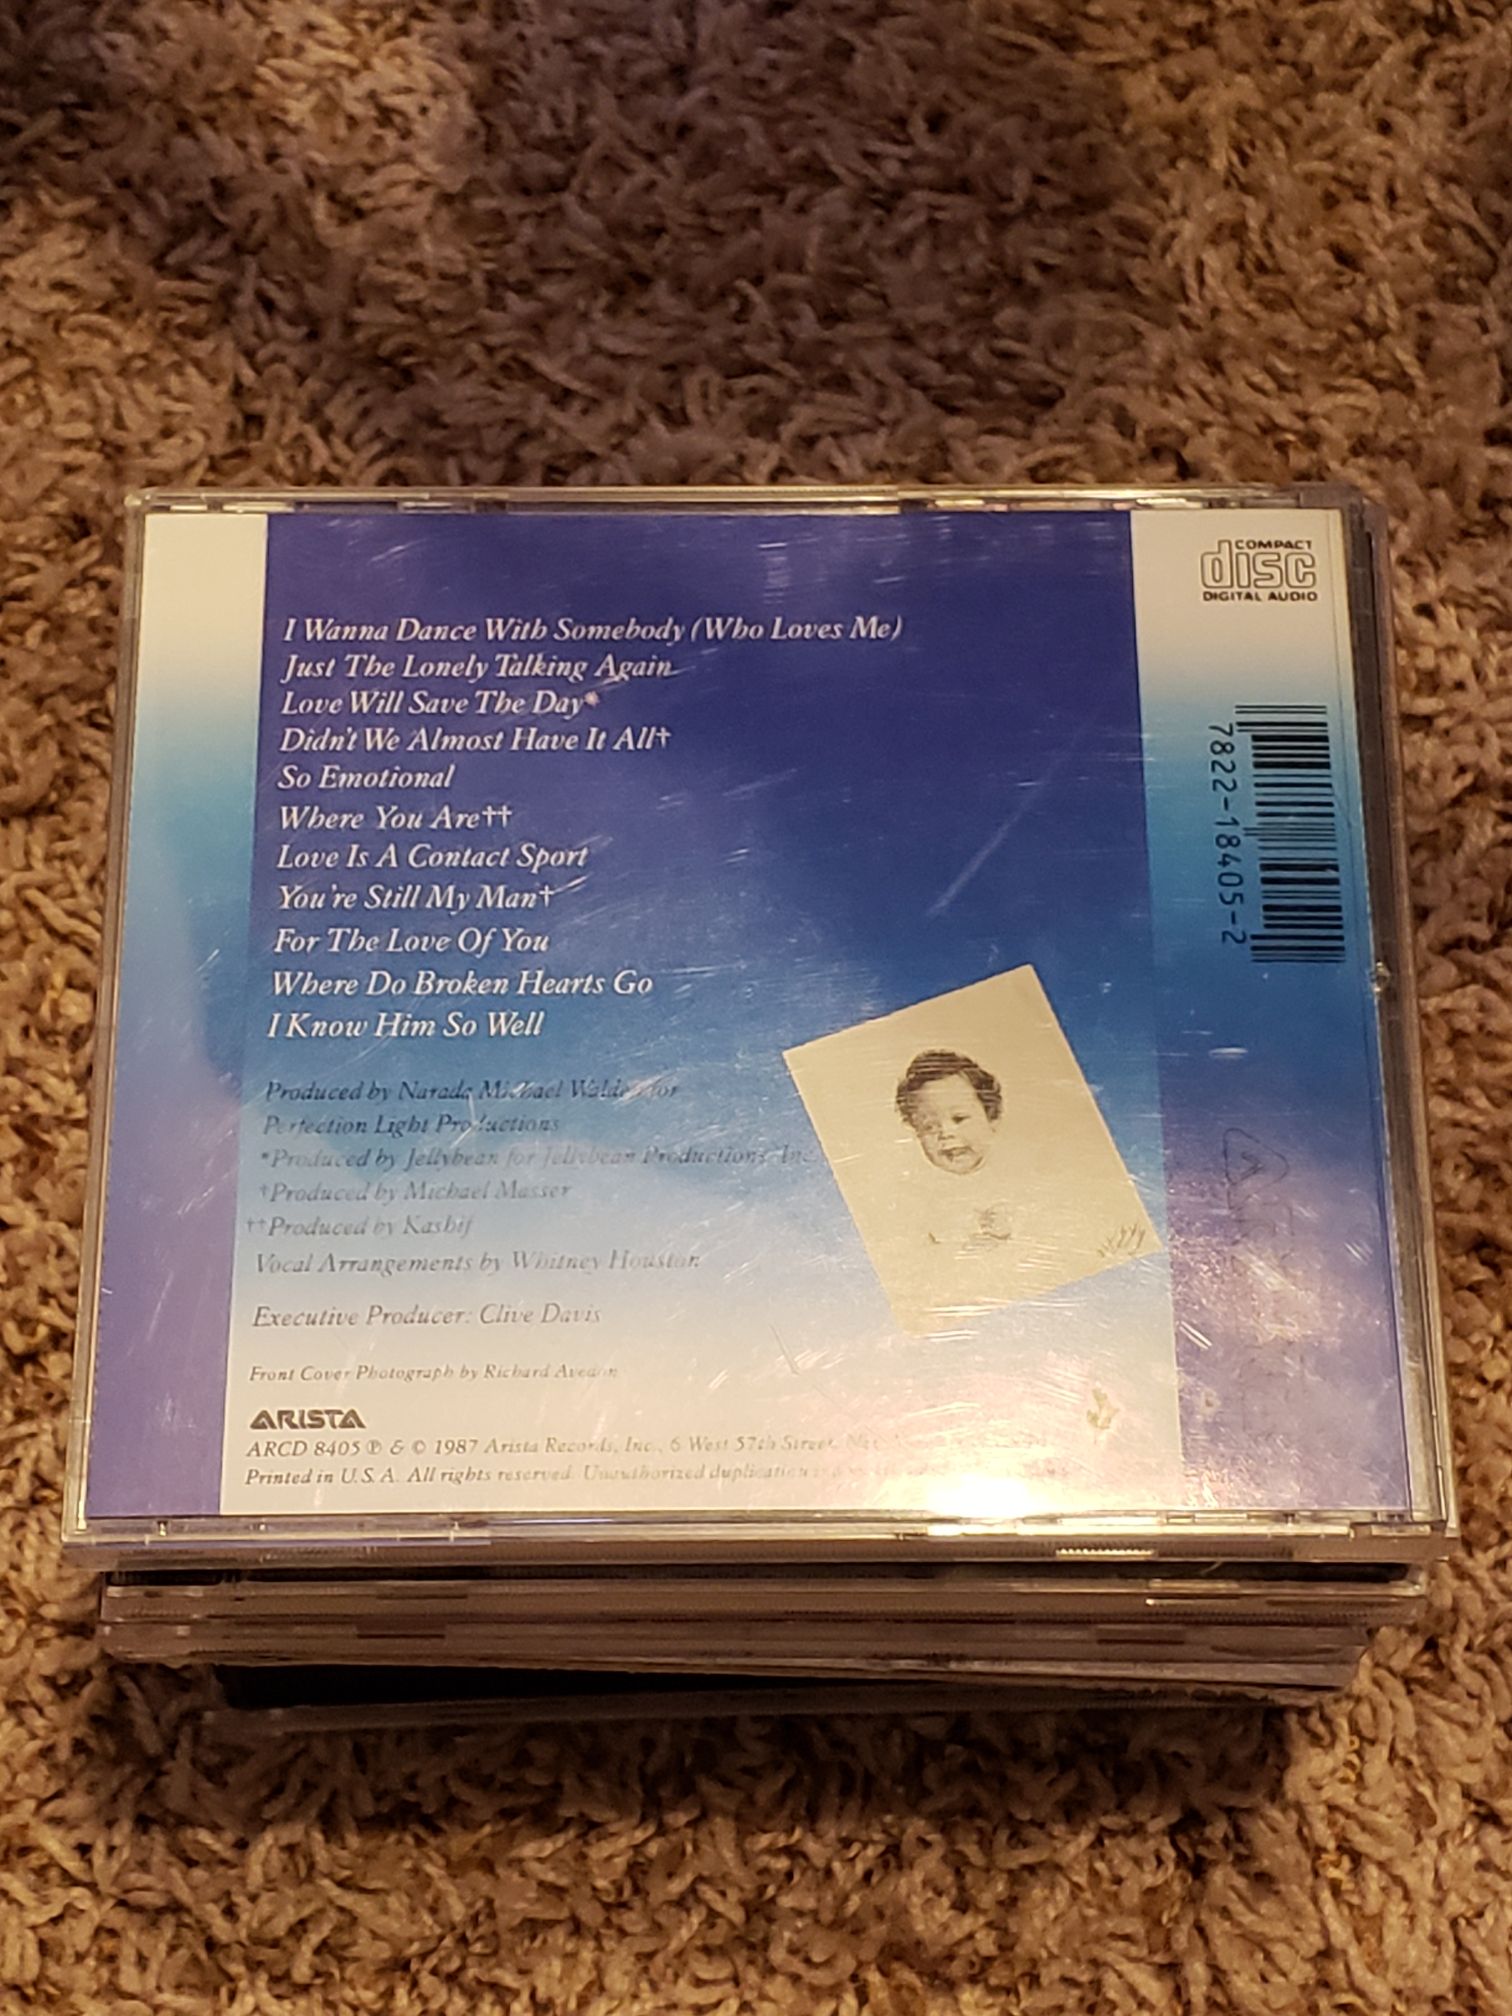 COMPACT
disc
DIGITAL AUDIO
7822-18405-2
I Wanna Dance With Somebody (Who Loves Me)
Just The Lonely Talking Again
Love Will Save The Day*
Didn't We Almost Have It All†
So Emotional
Where You Are††
Love Is A Contact Sport
You're Still My Man†
For The Love Of You
Where Do Broken Hearts Go
I Know Him So Well
Produced by Narada Michael Walden for
Perfection Light Productions
*Produced by Jellybean for Jellybean Productions, Inc.
†Produced by Michael Masser
††Produced by Kashif
Vocal Arrangements by Whitney Houston
Executive Producer: Clive Davis
Front Cover Photograph by Richard Avedon
ARISTA
ARCD 8405 ℗ & © 1987 Arista Records, Inc., 6 West 57th Street,
Printed in U.S.A. All rights reserved. Unauthorized duplication